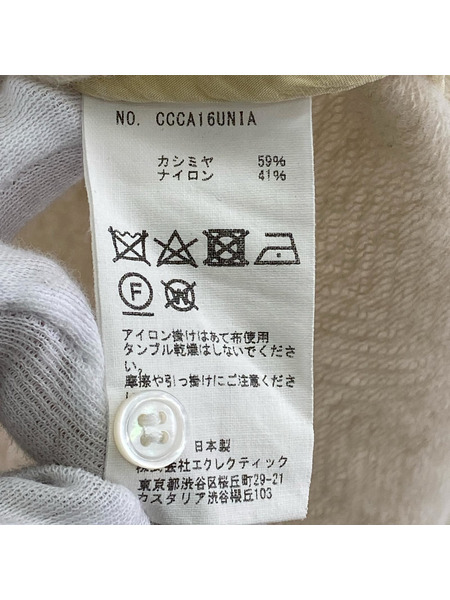 NO. CCCA16UNIA
カシミヤ 59%
ナイロン 41%
F
W
アイロン掛けはあて布使用
タンブル乾燥はしないでくださ
い。
摩擦や引っ掛けにご注意くださ
日本製
株式会社エクレクティック
東京都渋谷区桜丘町29-21
カスタリア渋谷櫻丘103